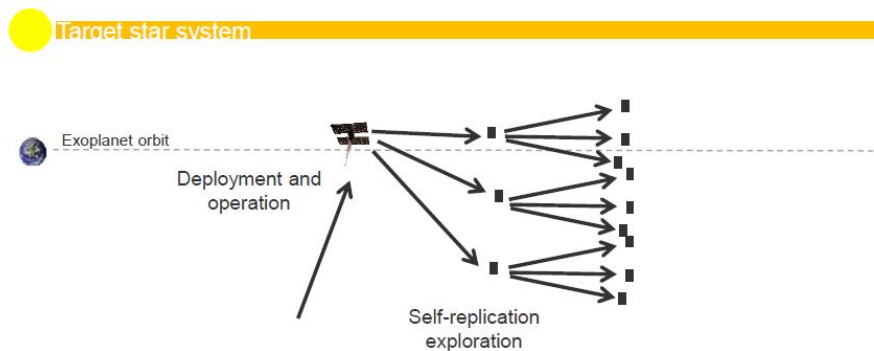 Target star system
Exoplanet orbit
Deployment and
operation
Self-replication
exploration